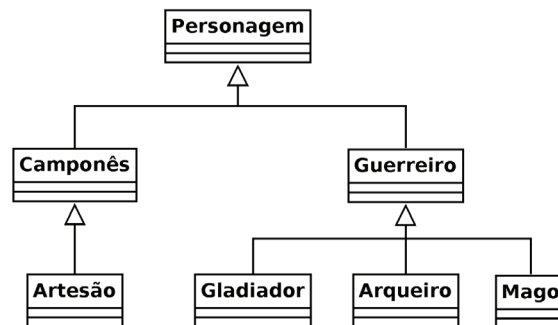 Personagem
Camponês
Guerreiro
Artesão
Gladiador
Arqueiro
Mago